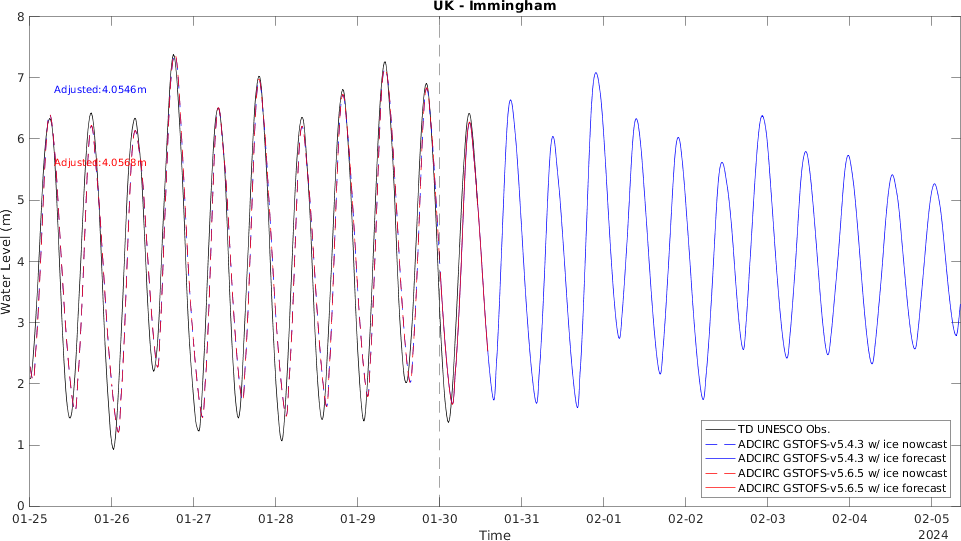 UK - Immingham
8
7
6
5
4
3
2
1
0
Water Level (m)
Adjusted:4.0546m
Adjusted:4.0568m
TD UNESCO Obs.
ADCIRC GSTOFS-v5.4.3 w/ ice nowcast
ADCIRC GSTOFS-v5.4.3 w/ ice forecast
ADCIRC GSTOFS-v5.6.5 w/ ice nowcast
ADCIRC GSTOFS-v5.6.5 w/ ice forecast
01-25 01-26 01-27 01-28 01-29 01-30 01-31 02-01 02-02 02-03 02-04 02-05
2024
Time